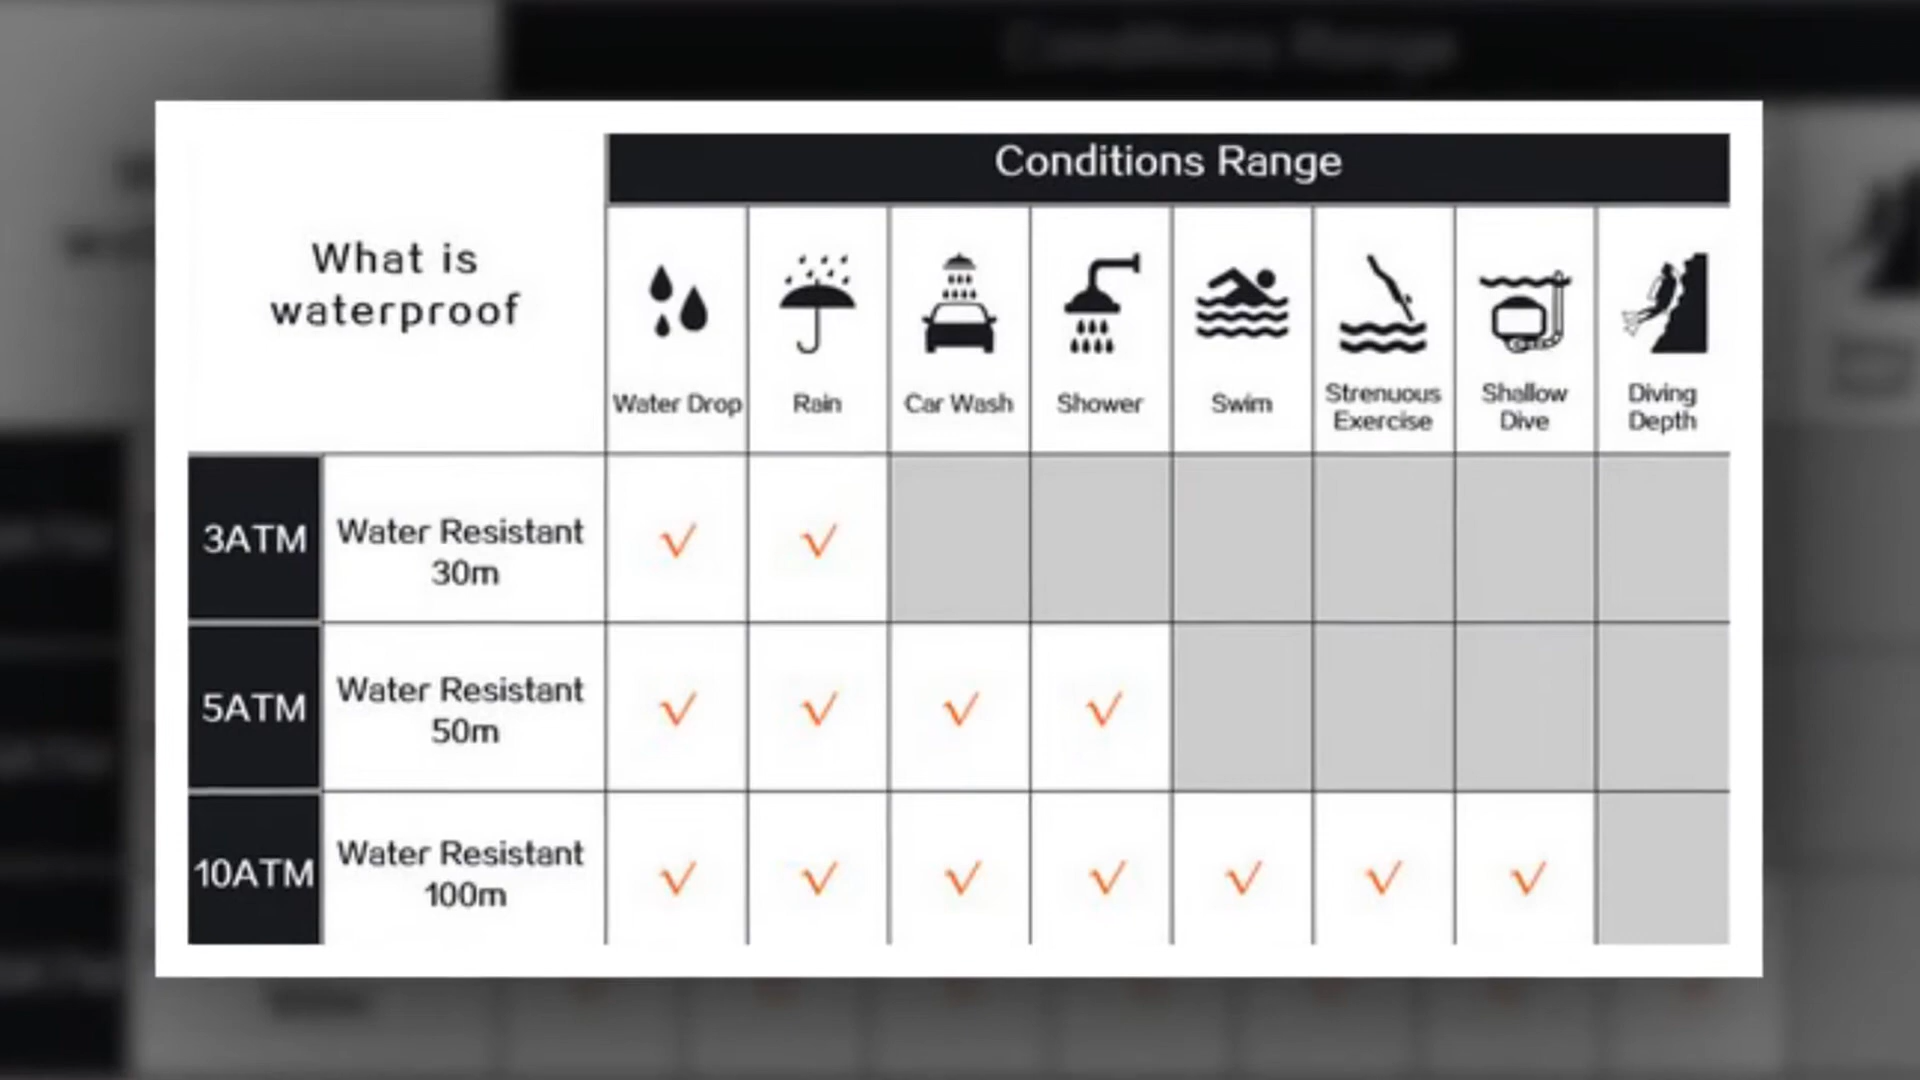 Conditions Range
What is
waterproof
Water Drop
Rain
Car Wash
Shower
Swim
Strenuous
Exercise
Shallow
Dive
Diving
Depth
3ATM
Water Resistant
30m
√ √
5ATM
Water Resistant
50m
√ √ √ √
10ATM
Water Resistant
100m
√ √ √ √ √ √ √